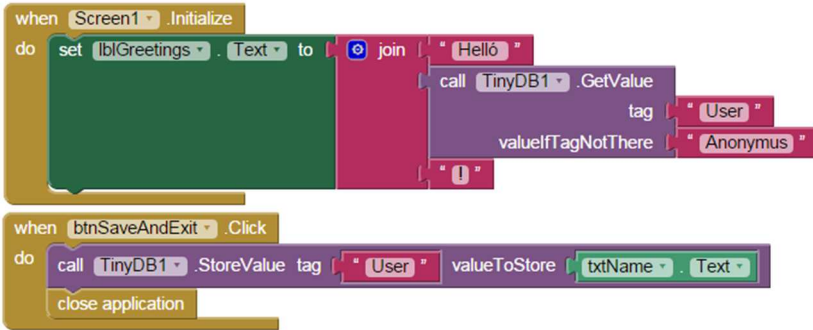 when Screen1 .Initialize
do set lblGreetings . Text to join " Helló "
call TinyDB1 .GetValue
tag " User "
valueIfTagNotThere " Anonymus "
" ! "
when btnSaveAndExit .Click
do call TinyDB1 .StoreValue tag " User " valueToStore txtName . Text
close application